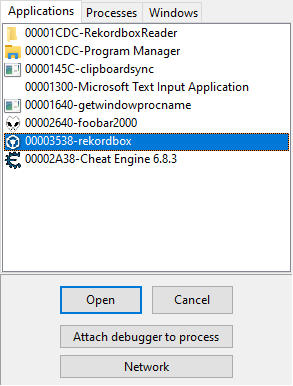 Applications Processes Windows
00001CDC-RekordboxReader
00001CDC-Program Manager
0000145C-clipboardsync
00001300-Microsoft Text Input Application
00001640-getwindowprocname
00002640-foobar2000
00003538-rekordbox
00002A38-Cheat Engine 6.8.3
Open Cancel
Attach debugger to process
Network